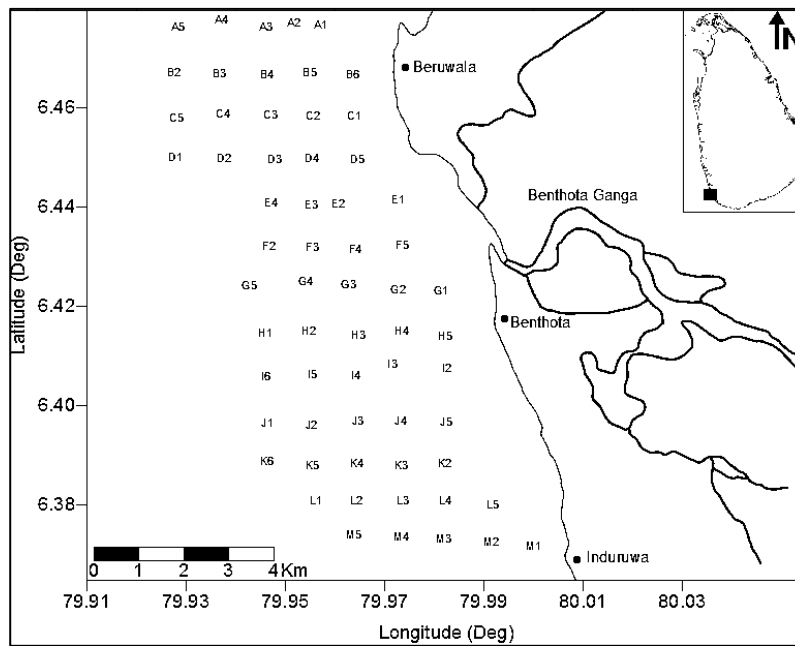 A5 A4 A3 A2 A1
N
B2 B3 B4 B5 B6 Beruwala
6.46
C5 C4 C3 C2 C1
D1 D2 D3 D4 D5
E4 E3 E2 E1 Benthota Ganga
6.44
F2 F3 F4 F5
G5 G4 G3 G2 G1
6.42
Benthota
H1 H2 H3 H4 H5
I6 I5 I4 I3 I2
6.40
J1 J2 J3 J4 J5
K6 K5 K4 K3 K2
6.38
L1 L2 L3 L4 L5
M5 M4 M3 M2 M1 Induruwa
0 1 2 3 4 Km
Latitude (Deg)
79.91 79.93 79.95 79.97 79.99 80.01 80.03
Longitude (Deg)